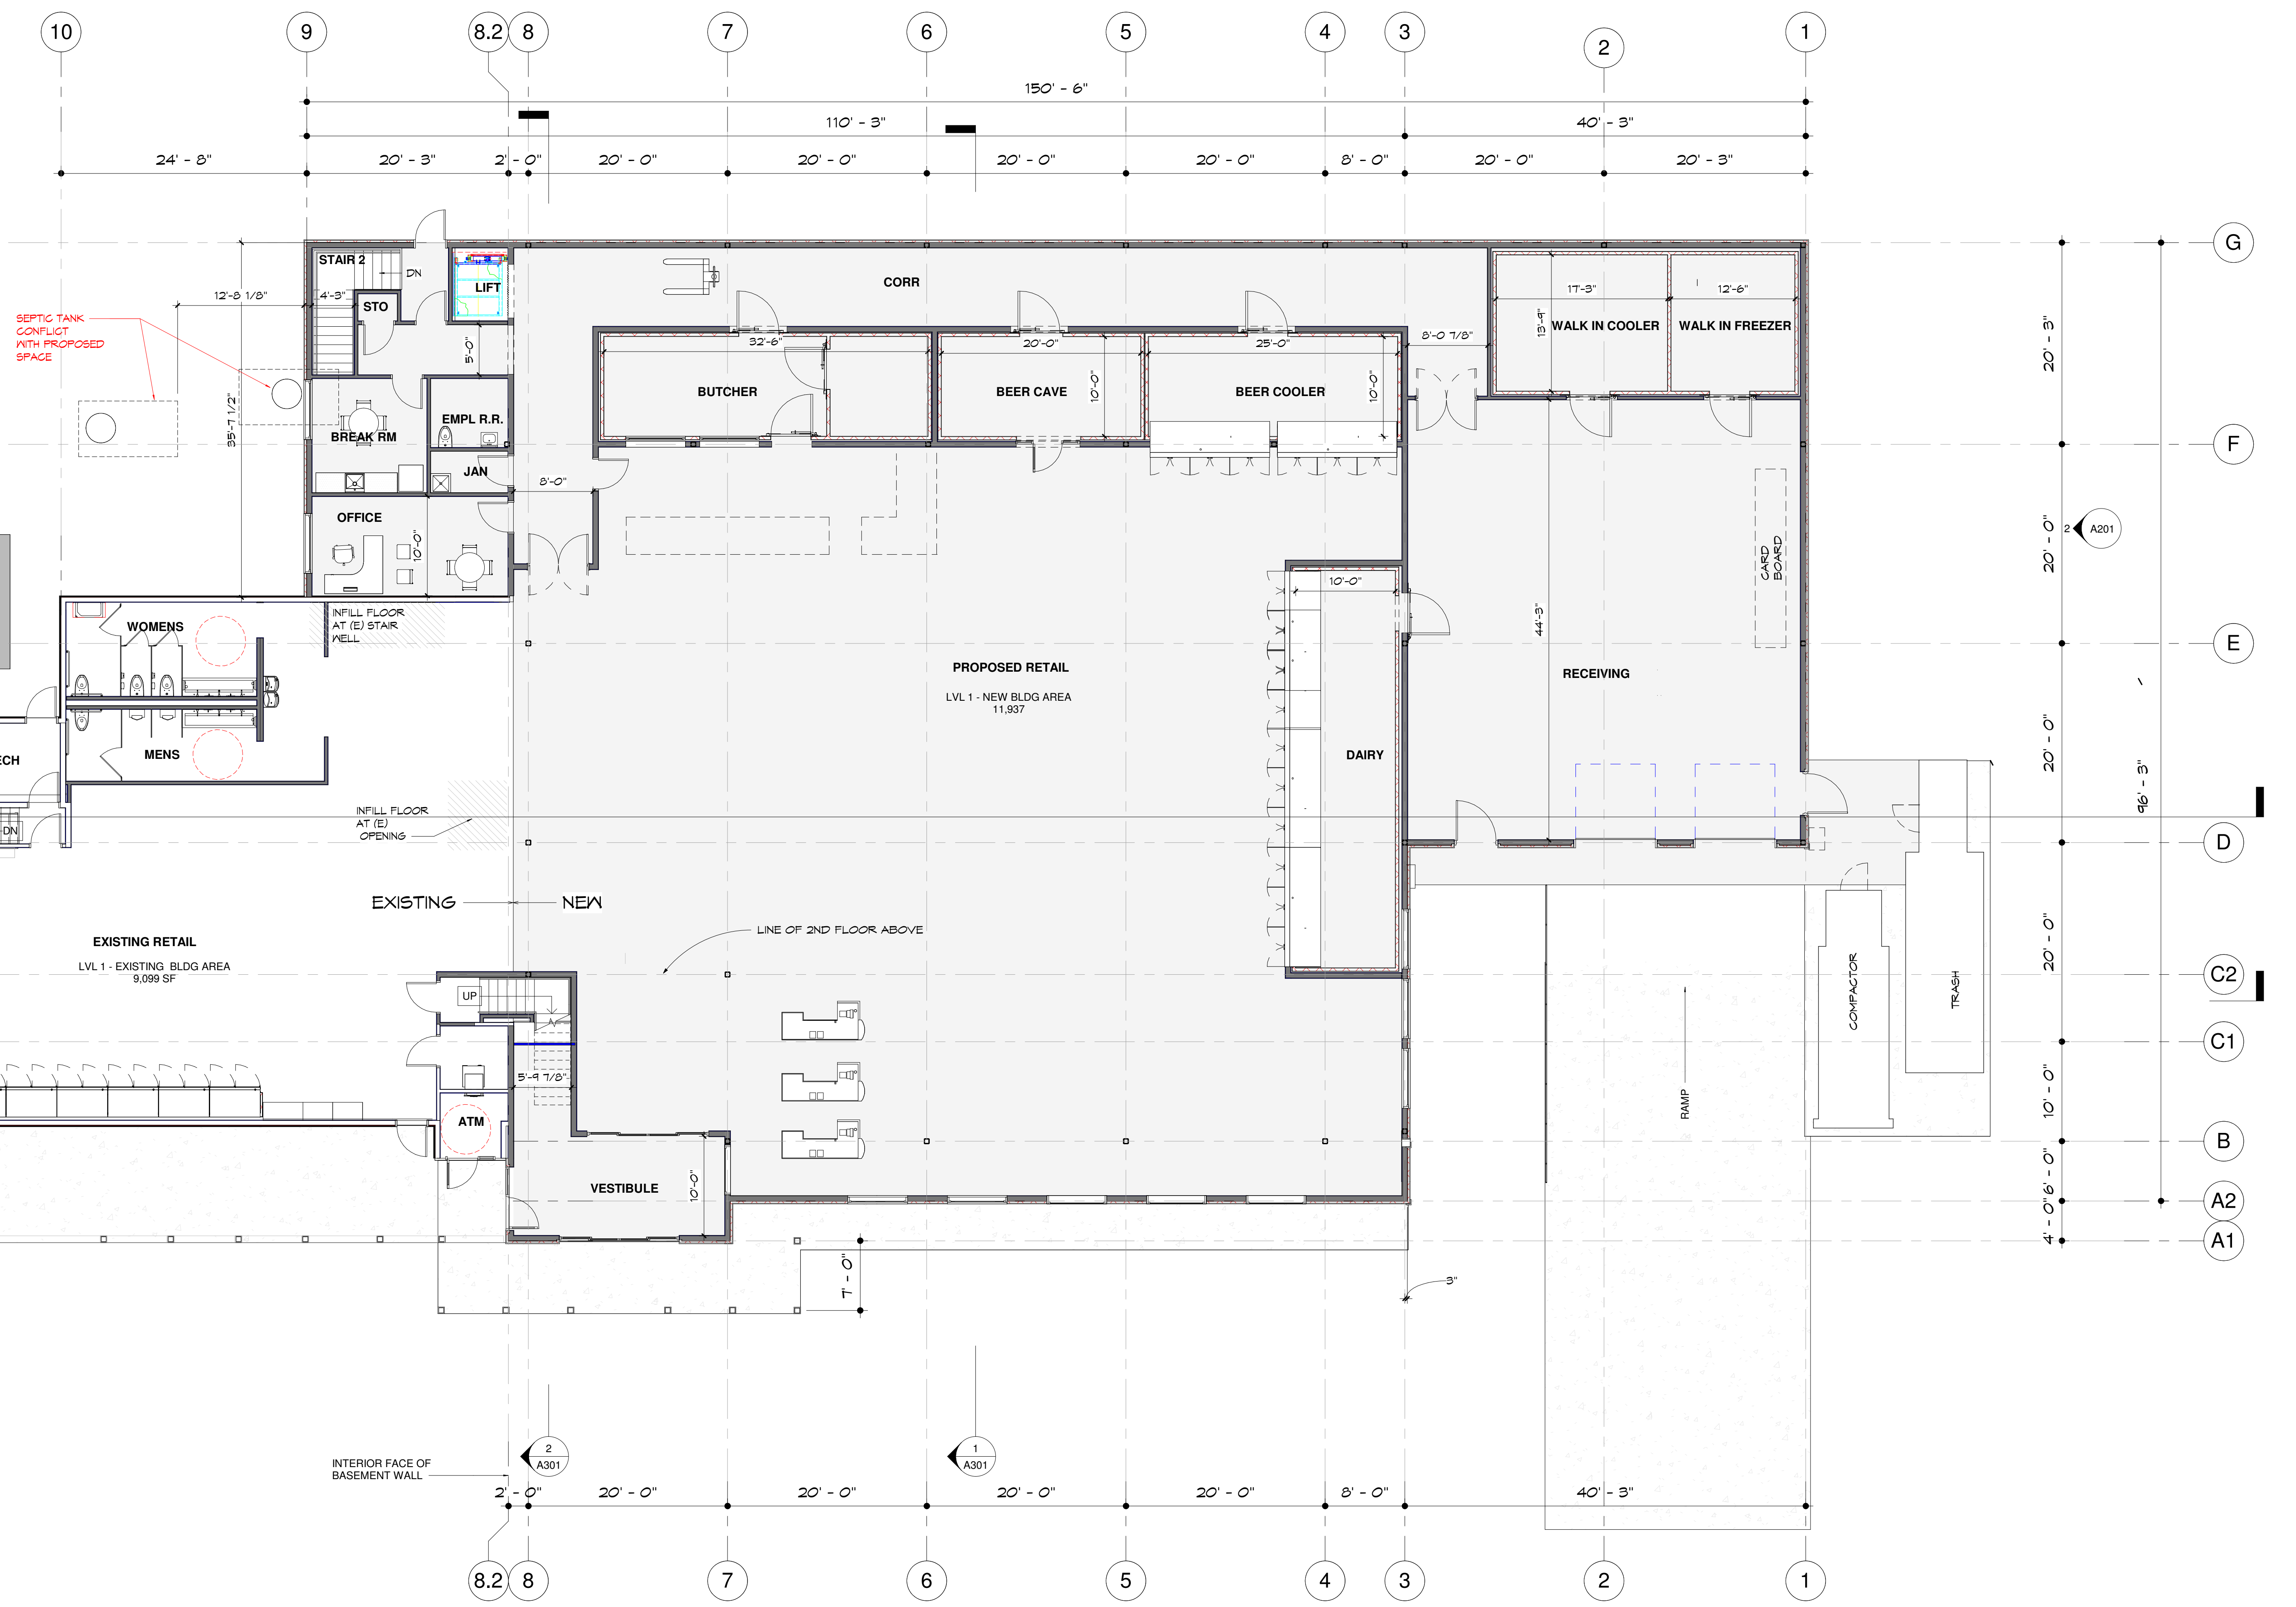 10 9 8.2 8 7 6 5 4 3 2 1
150' - 6"
110' - 3" 40' - 3"
24' - 8" 20' - 3" 2' - 0" 20' - 0" 20' - 0" 20' - 0" 20' - 0" 8' - 0" 20' - 0" 20' - 3"
G
STAIR 2
DN
LIFT
CORR
12'-8 1/8"
4'-3"
STO
SEPTIC TANK
CONFLICT
WITH PROPOSED
SPACE
5'-0"
17'-3" 12'-6"
WALK IN COOLER WALK IN FREEZER
13'-9"
8'-0 7/8"
20' - 3"
32'-6" 20'-0" 25'-0"
BUTCHER BEER CAVE BEER COOLER
10'-0" 10'-0"
35'-7 1/2"
EMPL R.R.
BREAK RM
JAN
F
8'-0"
OFFICE
10'-0"
CARD
BOARD
20' - 0"
2 A201
10'-0"
INFILL FLOOR
AT (E) STAIR
WELL
WOMENS
44'-3"
E
PROPOSED RETAIL
LVL 1 - NEW BLDG AREA
11,937
RECEIVING
MENS
DAIRY
ECH
20' - 0"
96' - 3"
INFILL FLOOR
AT (E)
OPENING
DN
D
EXISTING NEW
LINE OF 2ND FLOOR ABOVE
EXISTING RETAIL
LVL 1 - EXISTING BLDG AREA
9,099 SF
20' - 0"
C2
UP
COMPACTOR
TRASH
C1
5'-9 7/8"
RAMP
10' - 0"
ATM
B
VESTIBULE
10'-0"
6' - 0"
A2
4' - 0"
A1
7' - 0"
3"
2
A301
1
A301
INTERIOR FACE OF
BASEMENT WALL
2' - 0" 20' - 0" 20' - 0" 20' - 0" 20' - 0" 8' - 0" 40' - 3"
8.2 8 7 6 5 4 3 2 1